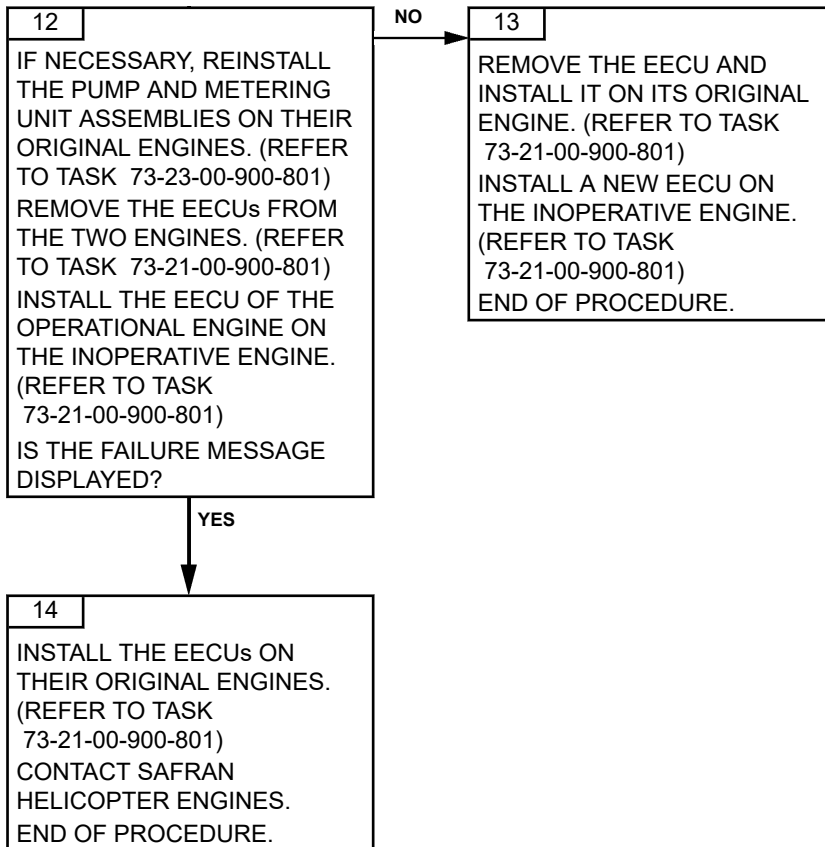 12
IF NECESSARY, REINSTALL
THE PUMP AND METERING
UNIT ASSEMBLIES ON THEIR
ORIGINAL ENGINES. (REFER
TO TASK 73-23-00-900-801)
REMOVE THE EECUs FROM
THE TWO ENGINES. (REFER
TO TASK 73-21-00-900-801)
INSTALL THE EECU OF THE
OPERATIONAL ENGINE ON
THE INOPERATIVE ENGINE.
(REFER TO TASK
73-21-00-900-801)
IS THE FAILURE MESSAGE
DISPLAYED?
NO
13
REMOVE THE EECU AND
INSTALL IT ON ITS ORIGINAL
ENGINE. (REFER TO TASK
73-21-00-900-801)
INSTALL A NEW EECU ON
THE INOPERATIVE ENGINE.
(REFER TO TASK
73-21-00-900-801)
END OF PROCEDURE.
YES
14
INSTALL THE EECUs ON
THEIR ORIGINAL ENGINES.
(REFER TO TASK
73-21-00-900-801)
CONTACT SAFRAN
HELICOPTER ENGINES.
END OF PROCEDURE.